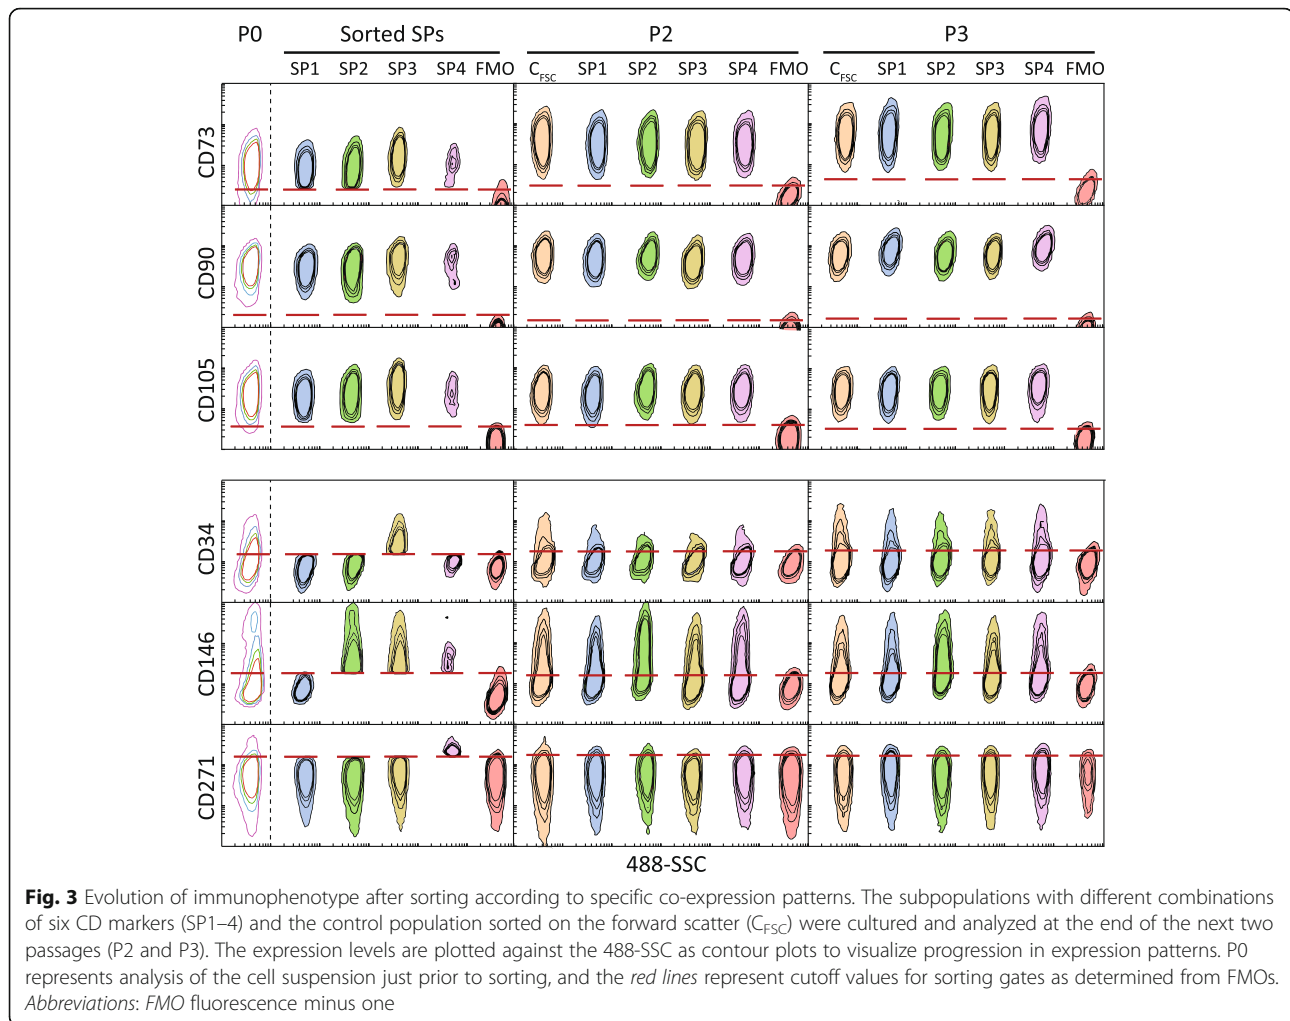 P0 Sorted SPs P2 P3
SP1 SP2 SP3 SP4 FMO C_FSC SP1 SP2 SP3 SP4 FMO C_FSC SP1 SP2 SP3 SP4 FMO
CD73
CD90
CD105
CD34
CD146
CD271
488-SSC
Fig. 3 Evolution of immunophenotype after sorting according to specific co-expression patterns. The subpopulations with different combinations
of six CD markers (SP1–4) and the control population sorted on the forward scatter (C_FSC) were cultured and analyzed at the end of the next two
passages (P2 and P3). The expression levels are plotted against the 488-SSC as contour plots to visualize progression in expression patterns. P0
represents analysis of the cell suspension just prior to sorting, and the red lines represent cutoff values for sorting gates as determined from FMOs.
Abbreviations: FMO fluorescence minus one